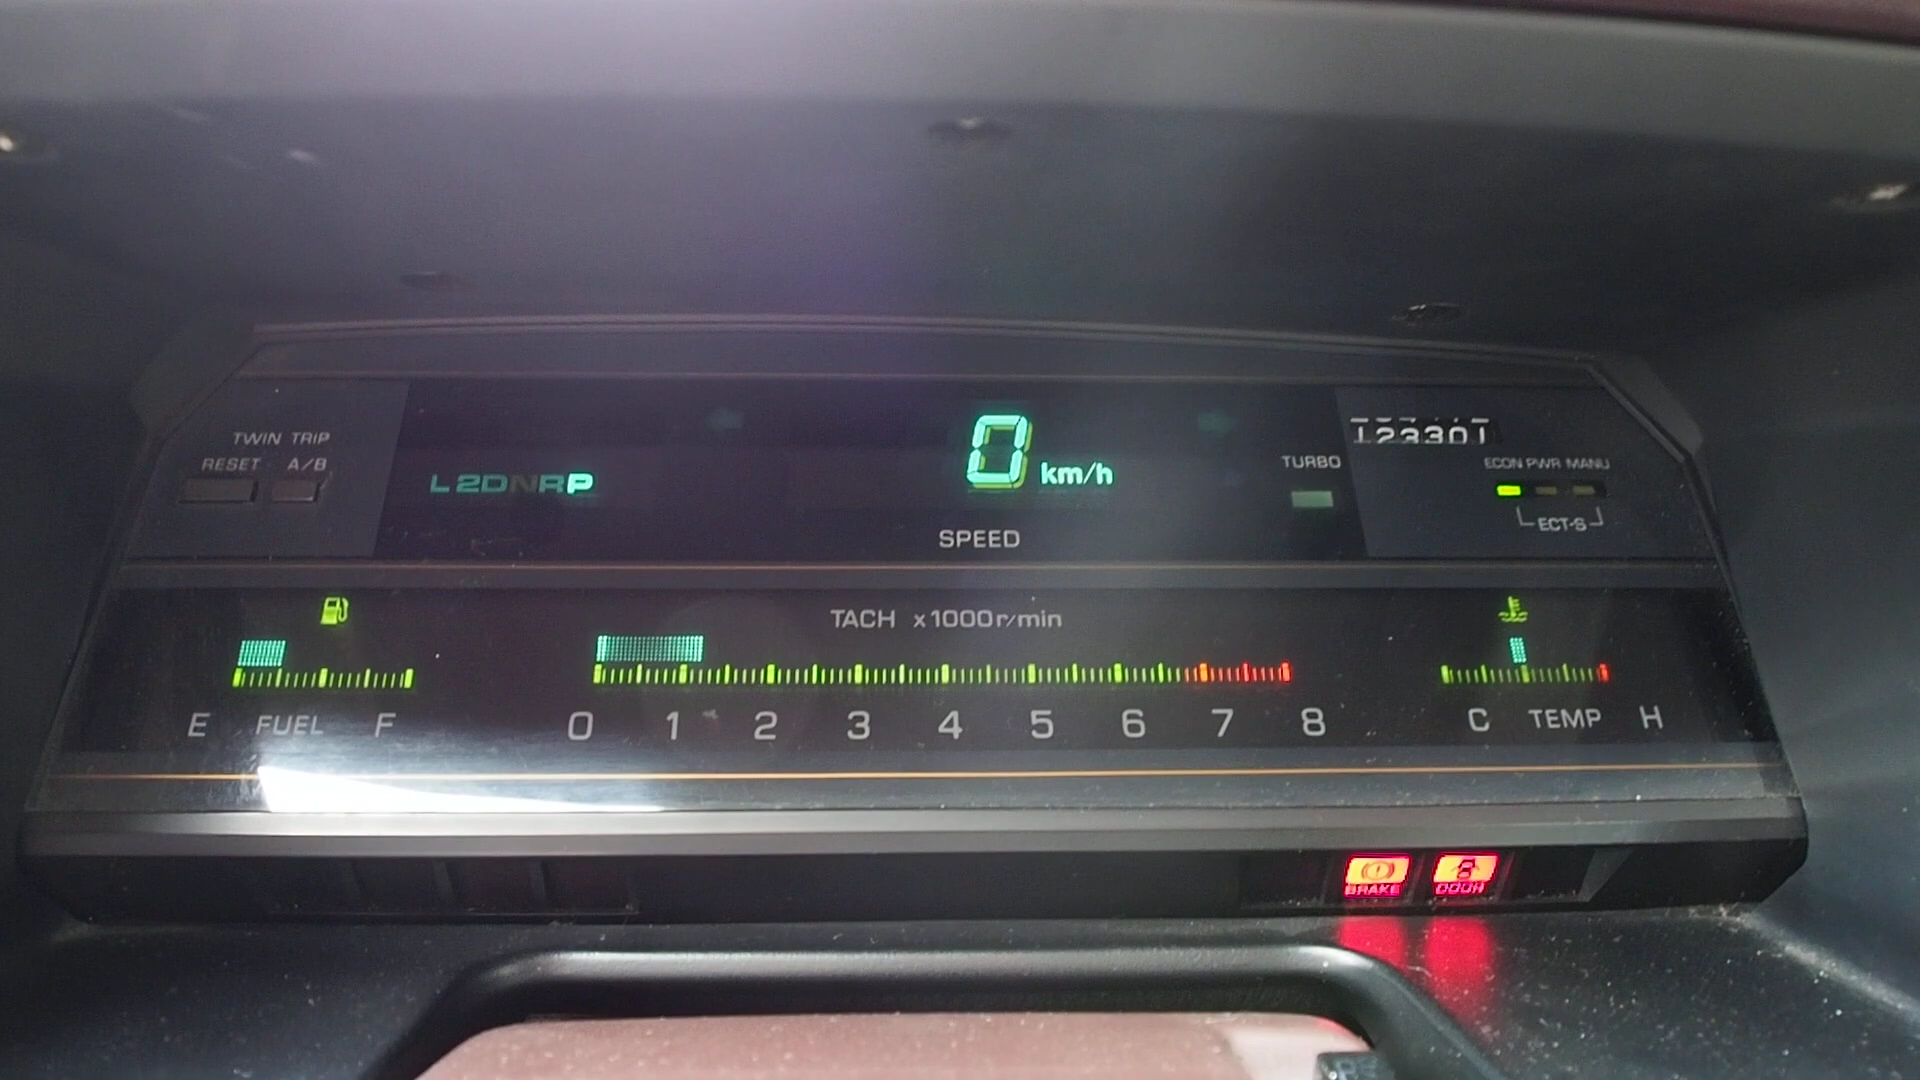 TWIN TRIP
RESET A/B
L2DNRP
0 km/h
SPEED
TURBO
123301
ECON PWR MANU
ECT-S
TACH x1000r/min
E FUEL F
0 1 2 3 4 5 6 7 8
C TEMP H
BRAKE
DOOR